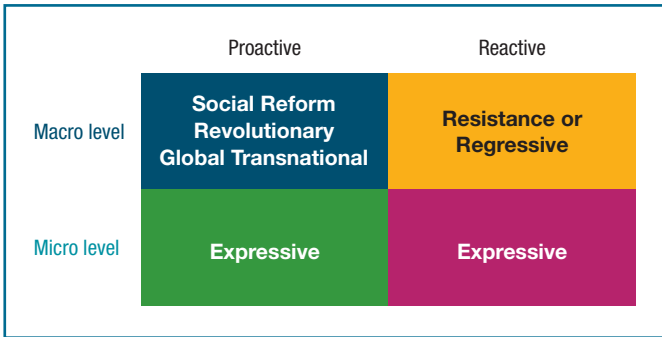 Proactive Reactive
Macro level
Social Reform
Revolutionary
Global Transnational
Resistance or
Regressive
Micro level
Expressive
Expressive